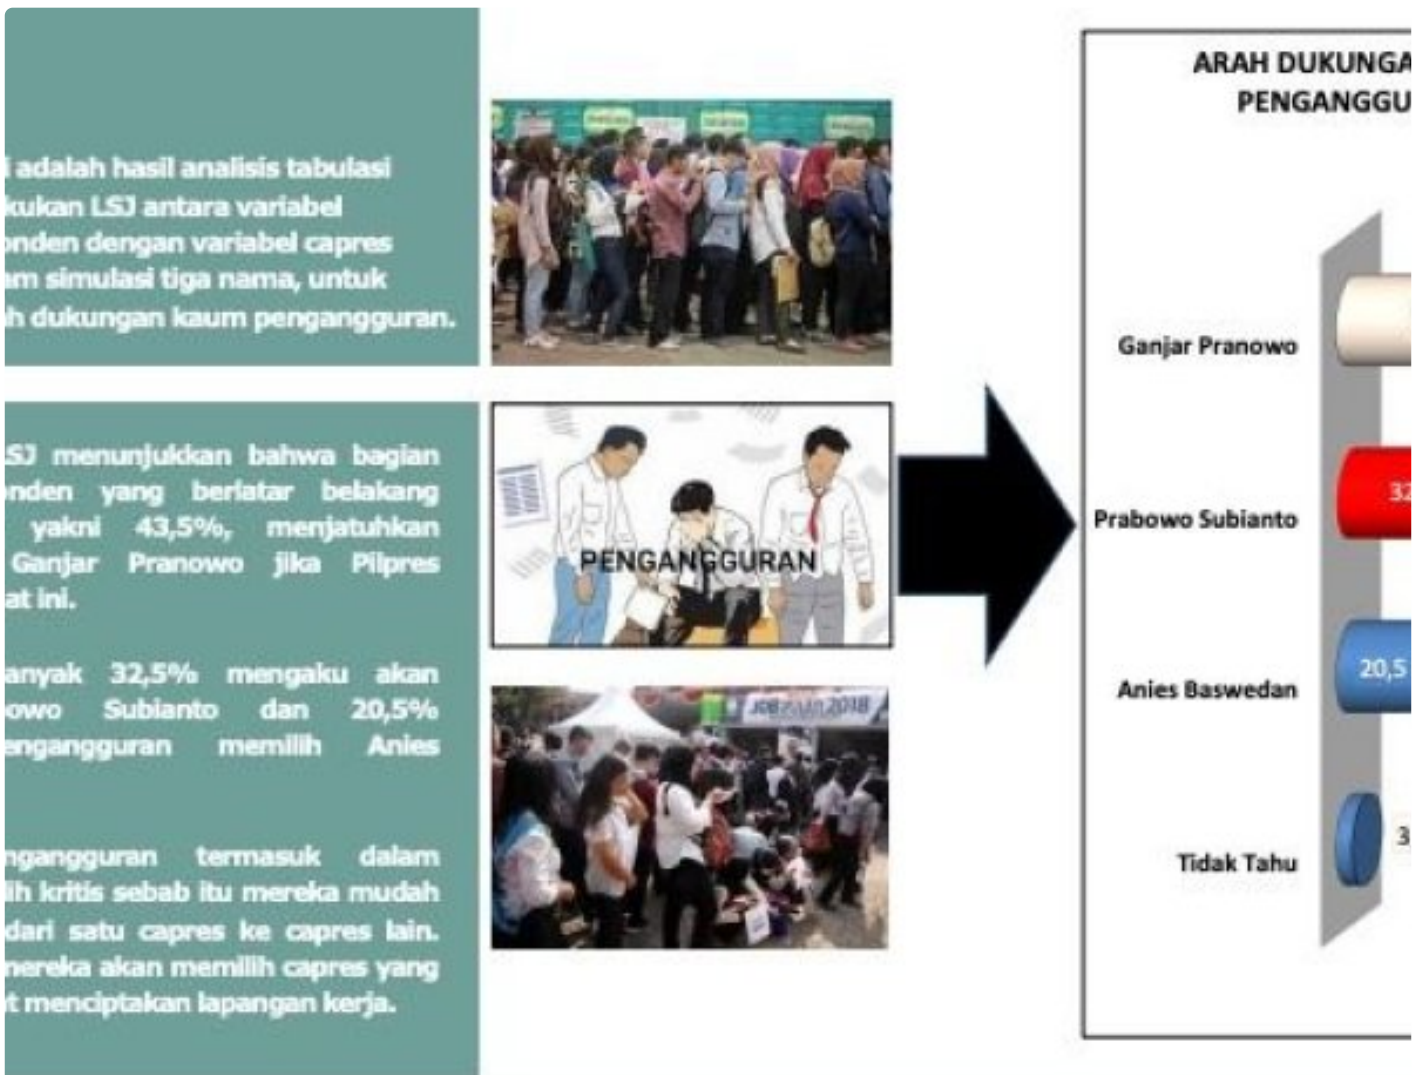 i adalah hasil analisis tabulasi
kukan LSJ antara variabel
onden dengan variabel capres
am simulasi tiga nama, untuk
h dukungan kaum pengangguran.
LSJ menunjukkan bahwa bagian
onden yang berlatar belakang
yakni 43,5%, menjatuhkan
Ganjar Pranowo jika Pilpres
at ini.
anyak 32,5% mengaku akan
owo Subianto dan 20,5%
engangguran memilih Anies
ngangguran termasuk dalam
lih kritis sebab itu mereka mudah
dari satu capres ke capres lain.
mereka akan memilih capres yang
t menciptakan lapangan kerja.
PENGANGGURAN
2018
ARAH DUKUNGA
PENGANGGU
Ganjar Pranowo
Prabowo Subianto
32
Anies Baswedan
20,5
Tidak Tahu
3